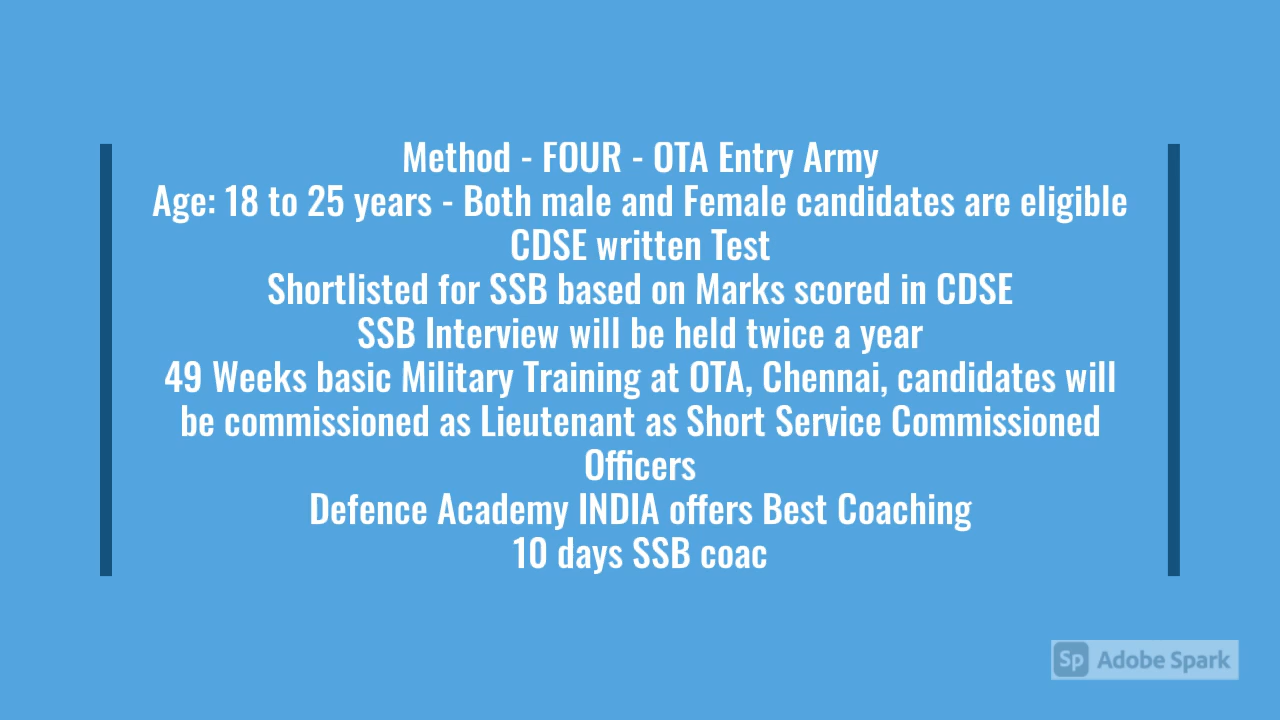 Method - FOUR - OTA Entry Army
Age: 18 to 25 years - Both male and Female candidates are eligible
CDSE written Test
Shortlisted for SSB based on Marks scored in CDSE
SSB Interview will be held twice a year
49 Weeks basic Military Training at OTA, Chennai, candidates will
be commissioned as Lieutenant as Short Service Commissioned
Officers
Defence Academy INDIA offers Best Coaching
10 days SSB coac
Sp Adobe Spark